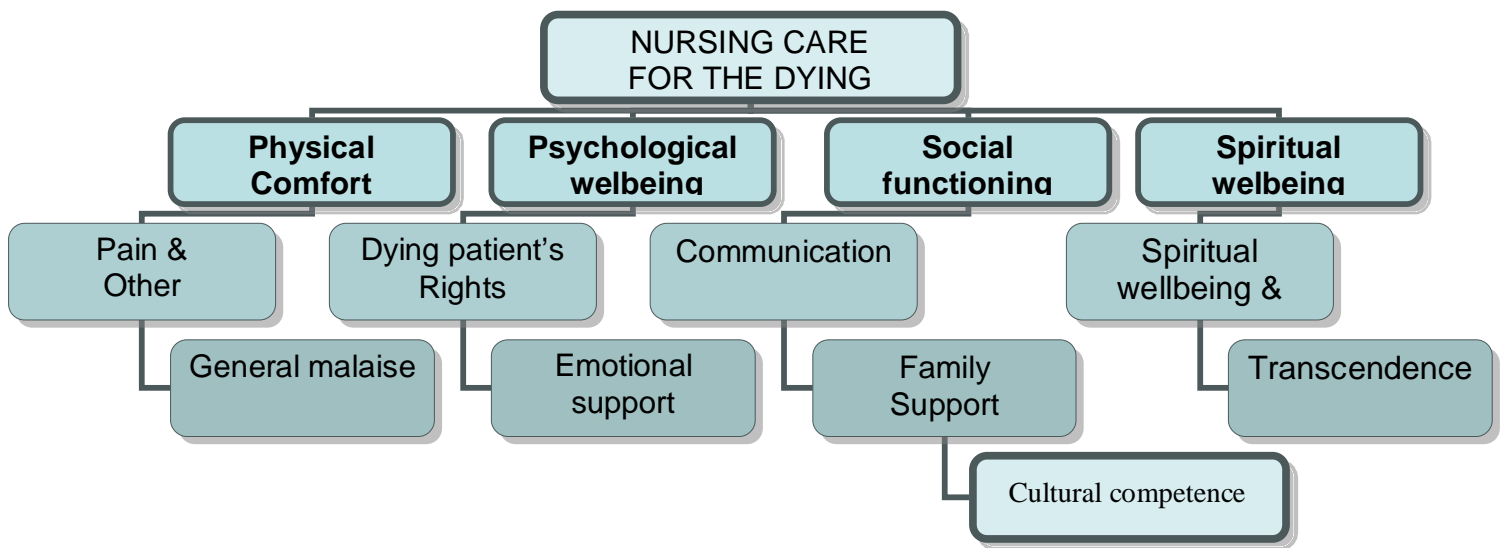 NURSING CARE
FOR THE DYING
Physical
Comfort
Psychological
welbeing
Social
functioning
Spiritual
welbeing
Pain &
Other
Dying patient's
Rights
Communication
Spiritual
wellbeing &
General malaise
Emotional
support
Family
Support
Transcendence
Cultural competence